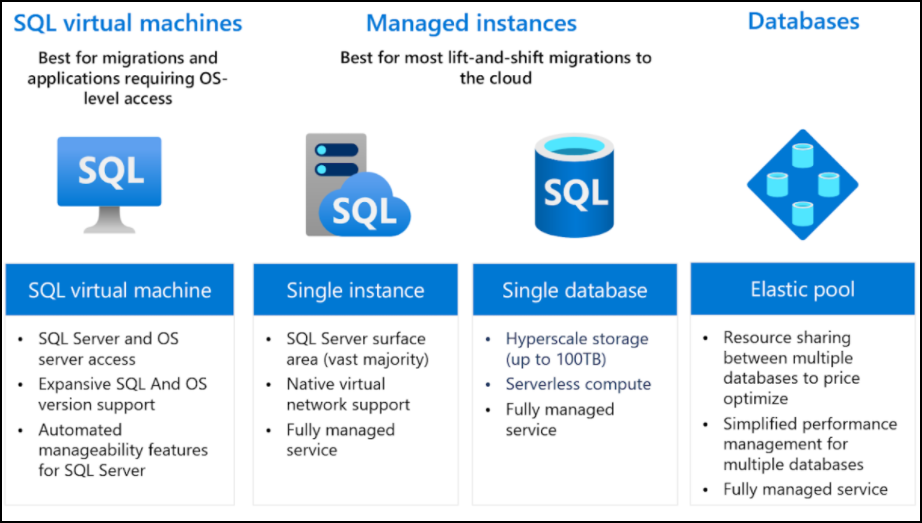 SQL virtual machines
Best for migrations and
applications requiring OS-
level access
Managed instances
Best for most lift-and-shift migrations to
the cloud
Databases
SQL
SQL
SQL
SQL virtual machine
• SQL Server and OS
server access
• Expansive SQL And OS
version support
• Automated
manageability features
for SQL Server
Single instance
• SQL Server surface
area (vast majority)
• Native virtual
network support
• Fully managed
service
Single database
• Hyperscale storage
(up to 100TB)
• Serverless compute
• Fully managed
service
Elastic pool
• Resource sharing
between multiple
databases to price
optimize
• Simplified performance
management for
multiple databases
• Fully managed service